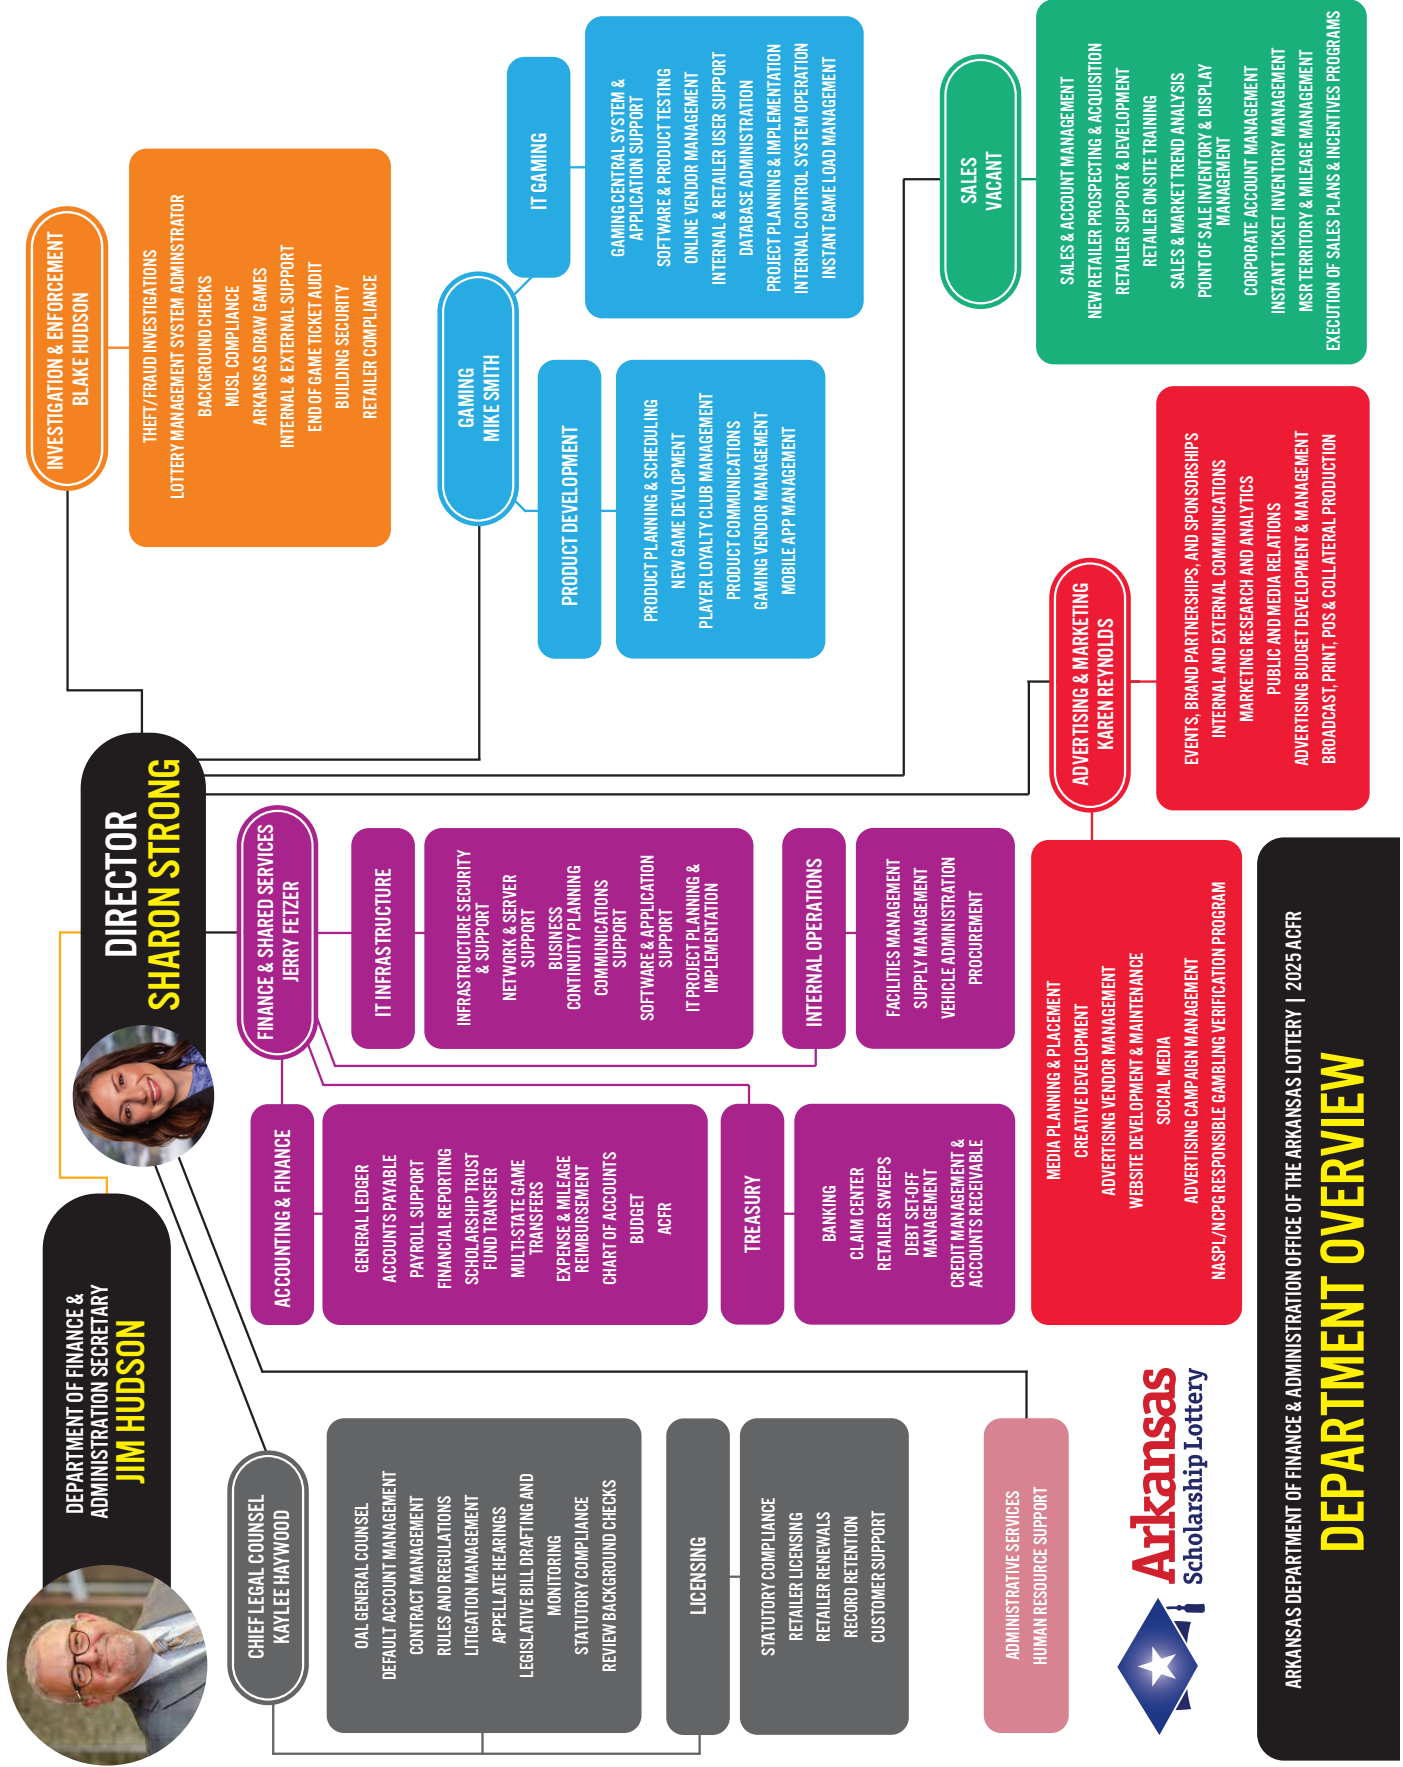 DEPARTMENT OF FINANCE &
ADMINISTRATION SECRETARY
JIM HUDSON
DIRECTOR
SHARON STRONG
CHIEF LEGAL COUNSEL
KAYLEE HAYWOOD
OAL GENERAL COUNSEL
DEFAULT ACCOUNT MANAGEMENT
CONTRACT MANAGEMENT
RULES AND REGULATIONS
LITIGATION MANAGEMENT
APPELLATE HEARINGS
LEGISLATIVE BILL DRAFTING AND
MONITORING
STATUTORY COMPLIANCE
REVIEW BACKGROUND CHECKS
LICENSING
STATUTORY COMPLIANCE
RETAILER LICENSING
RETAILER RENEWALS
RECORD RETENTION
CUSTOMER SUPPORT
ADMINISTRATIVE SERVICES
HUMAN RESOURCE SUPPORT
FINANCE & SHARED SERVICES
JERRY FETZER
ACCOUNTING & FINANCE
GENERAL LEDGER
ACCOUNTS PAYABLE
PAYROLL SUPPORT
FINANCIAL REPORTING
SCHOLARSHIP TRUST
FUND TRANSFER
MULTI-STATE GAME
TRANSFERS
EXPENSE & MILEAGE
REIMBURSEMENT
CHART OF ACCOUNTS
BUDGET
ACFR
IT INFRASTRUCTURE
INFRASTRUCTURE SECURITY
& SUPPORT
NETWORK & SERVER
SUPPORT
BUSINESS
CONTINUITY PLANNING
COMMUNICATIONS
SUPPORT
SOFTWARE & APPLICATION
SUPPORT
IT PROJECT PLANNING &
IMPLEMENTATION
TREASURY
BANKING
CLAIM CENTER
RETAILER SWEEPS
DEBT SET-OFF
MANAGEMENT
CREDIT MANAGEMENT &
ACCOUNTS RECEIVABLE
INTERNAL OPERATIONS
FACILITIES MANAGEMENT
SUPPLY MANAGEMENT
VEHICLE ADMINISTRATION
PROCUREMENT
INVESTIGATION & ENFORCEMENT
BLAKE HUDSON
THEFT/FRAUD INVESTIGATIONS
LOTTERY MANAGEMENT SYSTEM ADMINSTRATOR
BACKGROUND CHECKS
MUSL COMPLIANCE
ARKANSAS DRAW GAMES
INTERNAL & EXTERNAL SUPPORT
END OF GAME TICKET AUDIT
BUILDING SECURITY
RETAILER COMPLIANCE
GAMING
MIKE SMITH
PRODUCT DEVELOPMENT
PRODUCT PLANNING & SCHEDULING
NEW GAME DEVLOPMENT
PLAYER LOYALTY CLUB MANAGEMENT
PRODUCT COMMUNICATIONS
GAMING VENDOR MANAGEMENT
MOBILE APP MANAGEMENT
IT GAMING
GAMING CENTRAL SYSTEM &
APPLICATION SUPPORT
SOFTWARE & PRODUCT TESTING
ONLINE VENDOR MANAGEMENT
INTERNAL & RETAILER USER SUPPORT
DATABASE ADMINISTRATION
PROJECT PLANNING & IMPLEMENTATION
INTERNAL CONTROL SYSTEM OPERATION
INSTANT GAME LOAD MANAGEMENT
SALES
VACANT
SALES & ACCOUNT MANAGEMENT
NEW RETAILER PROSPECTING & ACQUISITION
RETAILER SUPPORT & DEVELOPMENT
RETAILER ON-SITE TRAINING
SALES & MARKET TREND ANALYSIS
POINT OF SALE INVENTORY & DISPLAY
MANAGEMENT
CORPORATE ACCOUNT MANAGEMENT
INSTANT TICKET INVENTORY MANAGEMENT
MSR TERRITORY & MILEAGE MANAGEMENT
EXECUTION OF SALES PLANS & INCENTIVES PROGRAMS
ADVERTISING & MARKETING
KAREN REYNOLDS
MEDIA PLANNING & PLACEMENT
CREATIVE DEVELOPMENT
ADVERTISING VENDOR MANAGEMENT
WEBSITE DEVELOPMENT & MAINTENANCE
SOCIAL MEDIA
ADVERTISING CAMPAIGN MANAGEMENT
NASPL/NCPG RESPONSIBLE GAMBLING VERIFICATION PROGRAM
EVENTS, BRAND PARTNERSHIPS, AND SPONSORSHIPS
INTERNAL AND EXTERNAL COMMUNICATIONS
MARKETING RESEARCH AND ANALYTICS
PUBLIC AND MEDIA RELATIONS
ADVERTISING BUDGET DEVELOPMENT & MANAGEMENT
BROADCAST, PRINT, POS & COLLATERAL PRODUCTION
Arkansas
Scholarship Lottery
ARKANSAS DEPARTMENT OF FINANCE & ADMINISTRATION OFFICE OF THE ARKANSAS LOTTERY | 2025 ACFR
DEPARTMENT OVERVIEW